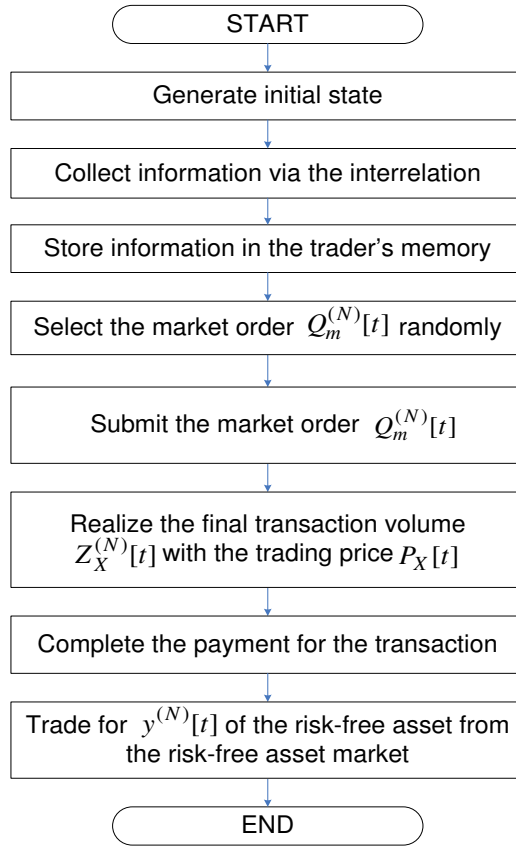 START
Generate initial state
Collect information via the interrelation
Store information in the trader's memory
Select the market order Q_m^{(N)}[t] randomly
Submit the market order Q_m^{(N)}[t]
Realize the final transaction volume
Z_X^{(N)}[t] with the trading price P_X[t]
Complete the payment for the transaction
Trade for y^{(N)}[t] of the risk-free asset from
the risk-free asset market
END